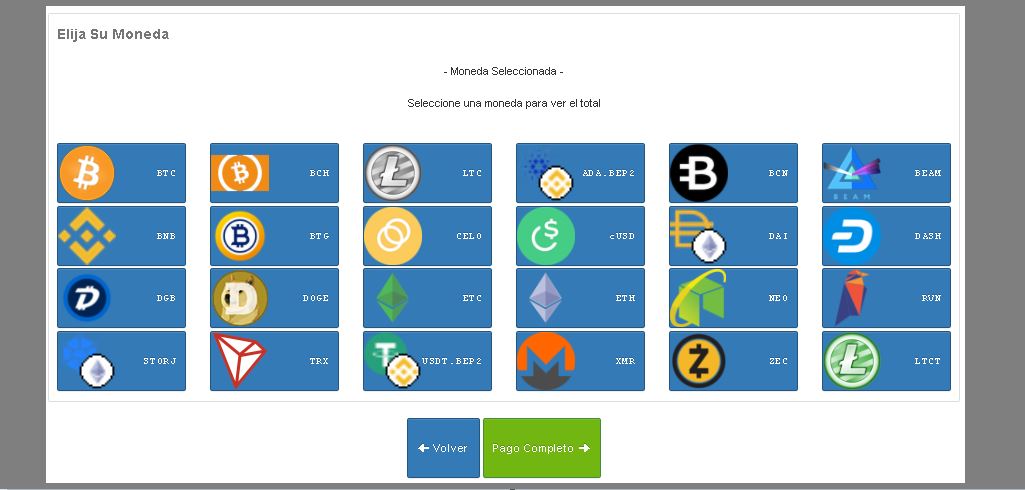 Elija Su Moneda
- Moneda Seleccionada -
Seleccione una moneda para ver el total
BTC BCH LTC ADA.BEP2 BCN BEAM
BEAM
BNB BTG CELO cUSD DAI DASH
DGB DOGE ETC ETH NEO RVN
STORJ TRX USDT.BEP2 XMR ZEC LTCT
Volver Pago Completo